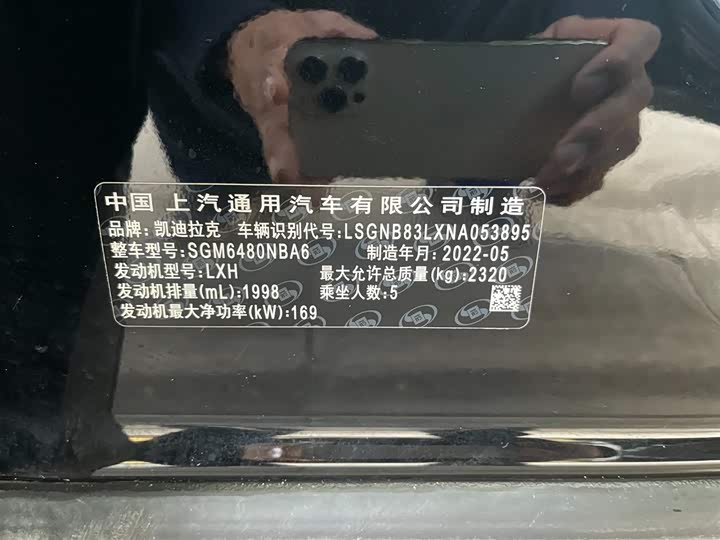 中国 上汽通用汽车有限公司制造
品牌: 凯迪拉克 车辆识别代号:LSGNB83LXNA053895
整车型号:SGM6480NBA6 制造年月: 2022-05
发动机型号:LXH 最大允许总质量(kg):2320
发动机排量(mL):1998 乘坐人数:5
发动机最大净功率(kW):169